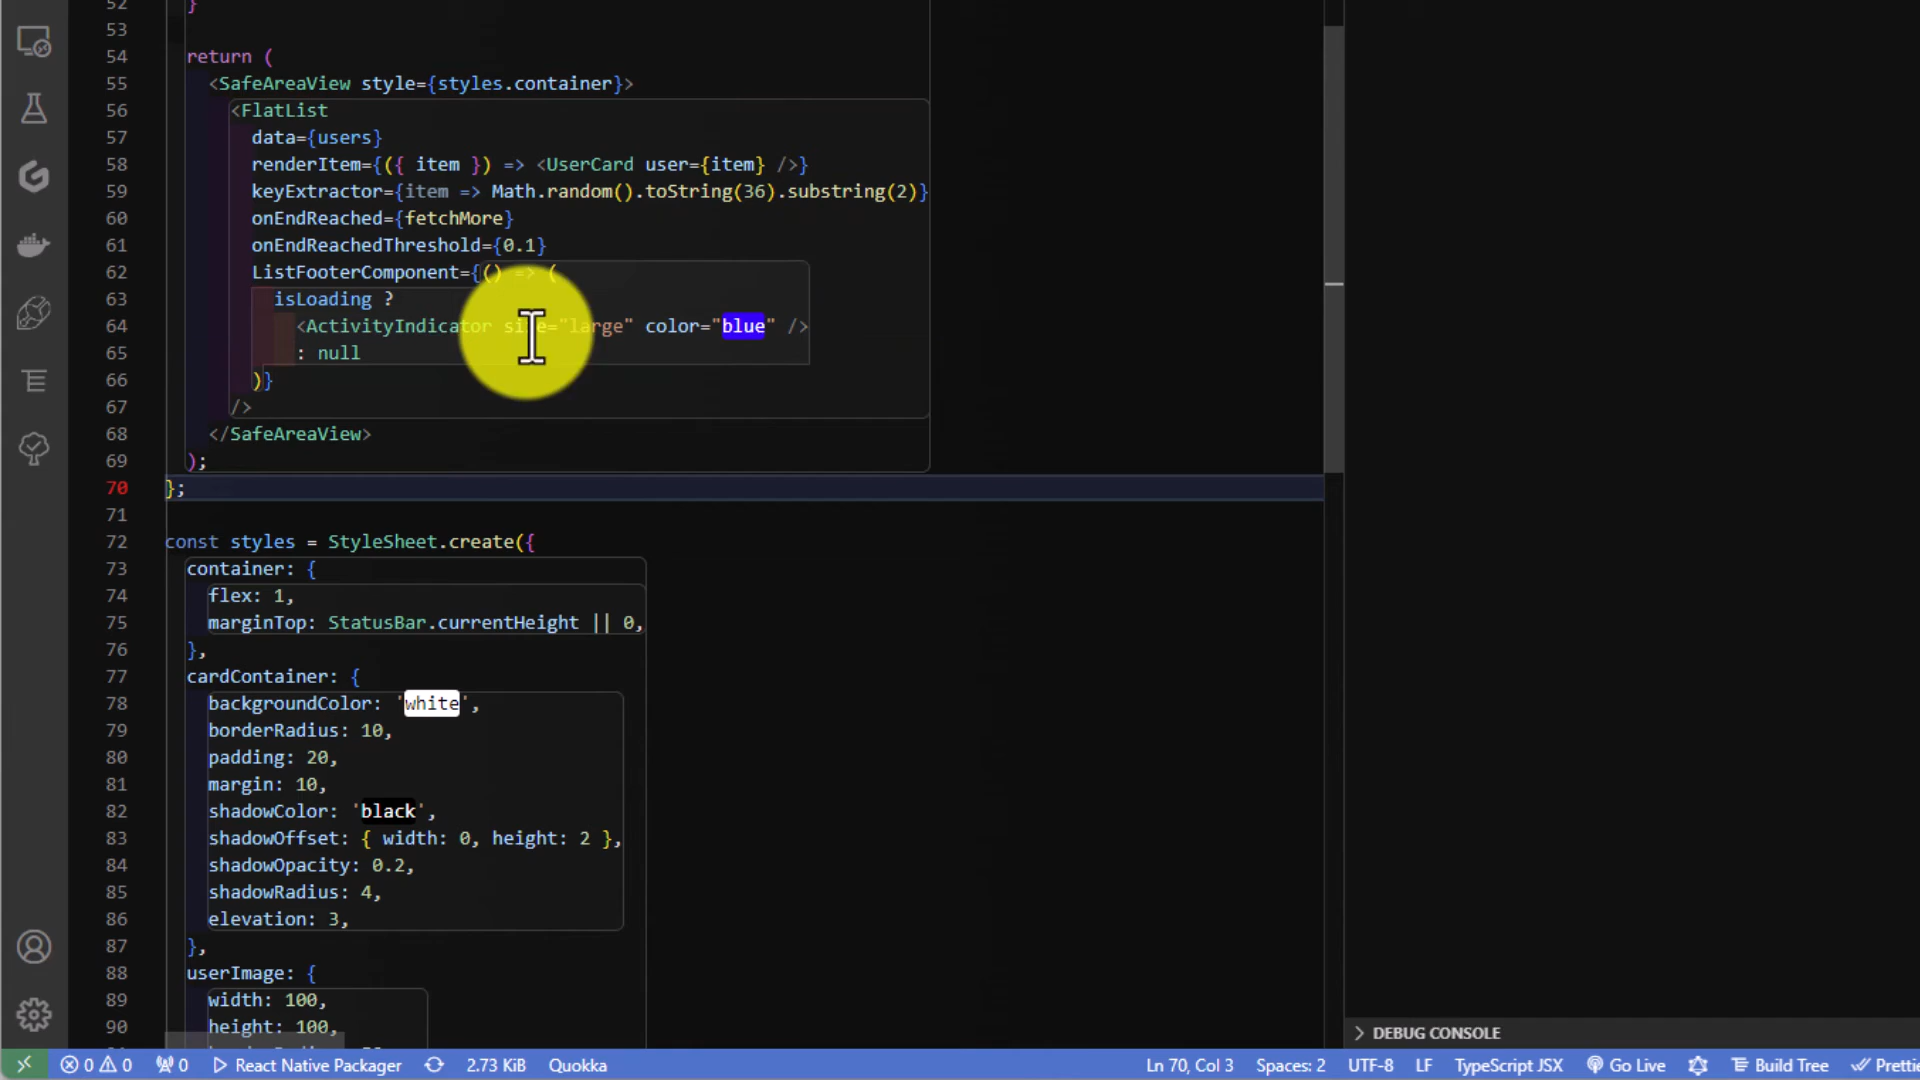 52 }
53
54 return (
55 <SafeAreaView style={styles.container}>
56 <FlatList
57 data={users}
58 renderItem={({ item }) => <UserCard user={item} />}
59 keyExtractor={item => Math.random().toString(36).substring(2)}
60 onEndReached={fetchMore}
61 onEndReachedThreshold={0.1}
62 ListFooterComponent={() => (
63 isLoading ?
64 <ActivityIndicator size="large" color="blue" />
65 : null
66 )}
67 />
68 </SafeAreaView>
69 );
70 };
71
72 const styles = StyleSheet.create({
73 container: {
74 flex: 1,
75 marginTop: StatusBar.currentHeight || 0,
76 },
77 cardContainer: {
78 backgroundColor: 'white',
79 borderRadius: 10,
80 padding: 20,
81 margin: 10,
82 shadowColor: 'black',
83 shadowOffset: { width: 0, height: 2 },
84 shadowOpacity: 0.2,
85 shadowRadius: 4,
86 elevation: 3,
87 },
88 userImage: {
89 width: 100,
90 height: 100,
DEBUG CONSOLE
0 0 0 React Native Packager 2.73 KiB Quokka Ln 70, Col 3 Spaces: 2 UTF-8 LF TypeScript JSX Go Live Build Tree Prettie